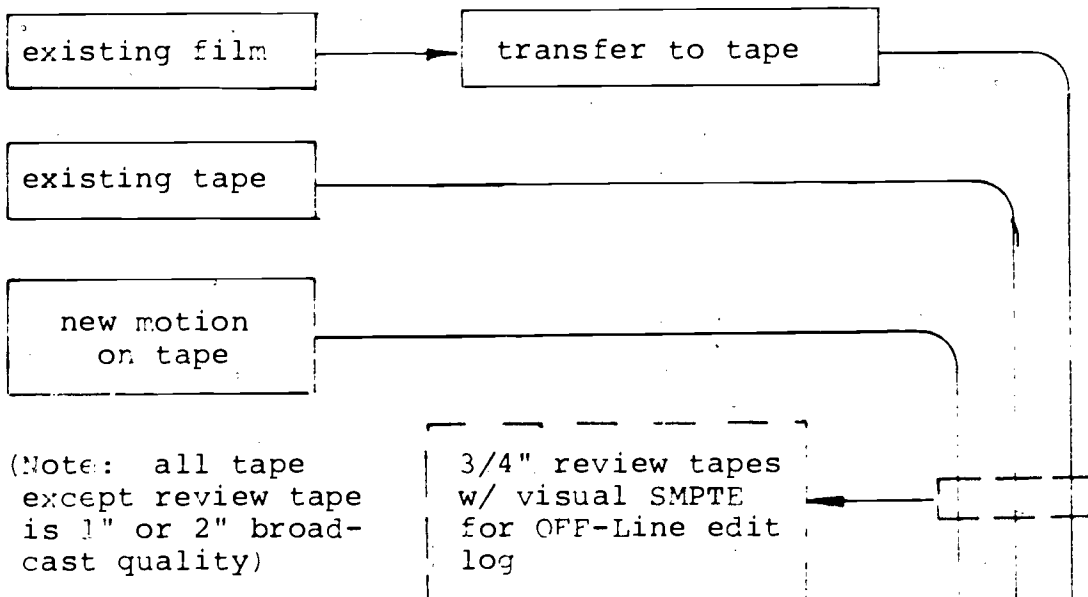 existing film
transfer to tape
existing tape
new motion
on tape
(Note: all tape
except review tape
is 1" or 2" broad-
cast quality)
3/4" review tapes
w/ visual SMPTE
for OFF-Line edit
log